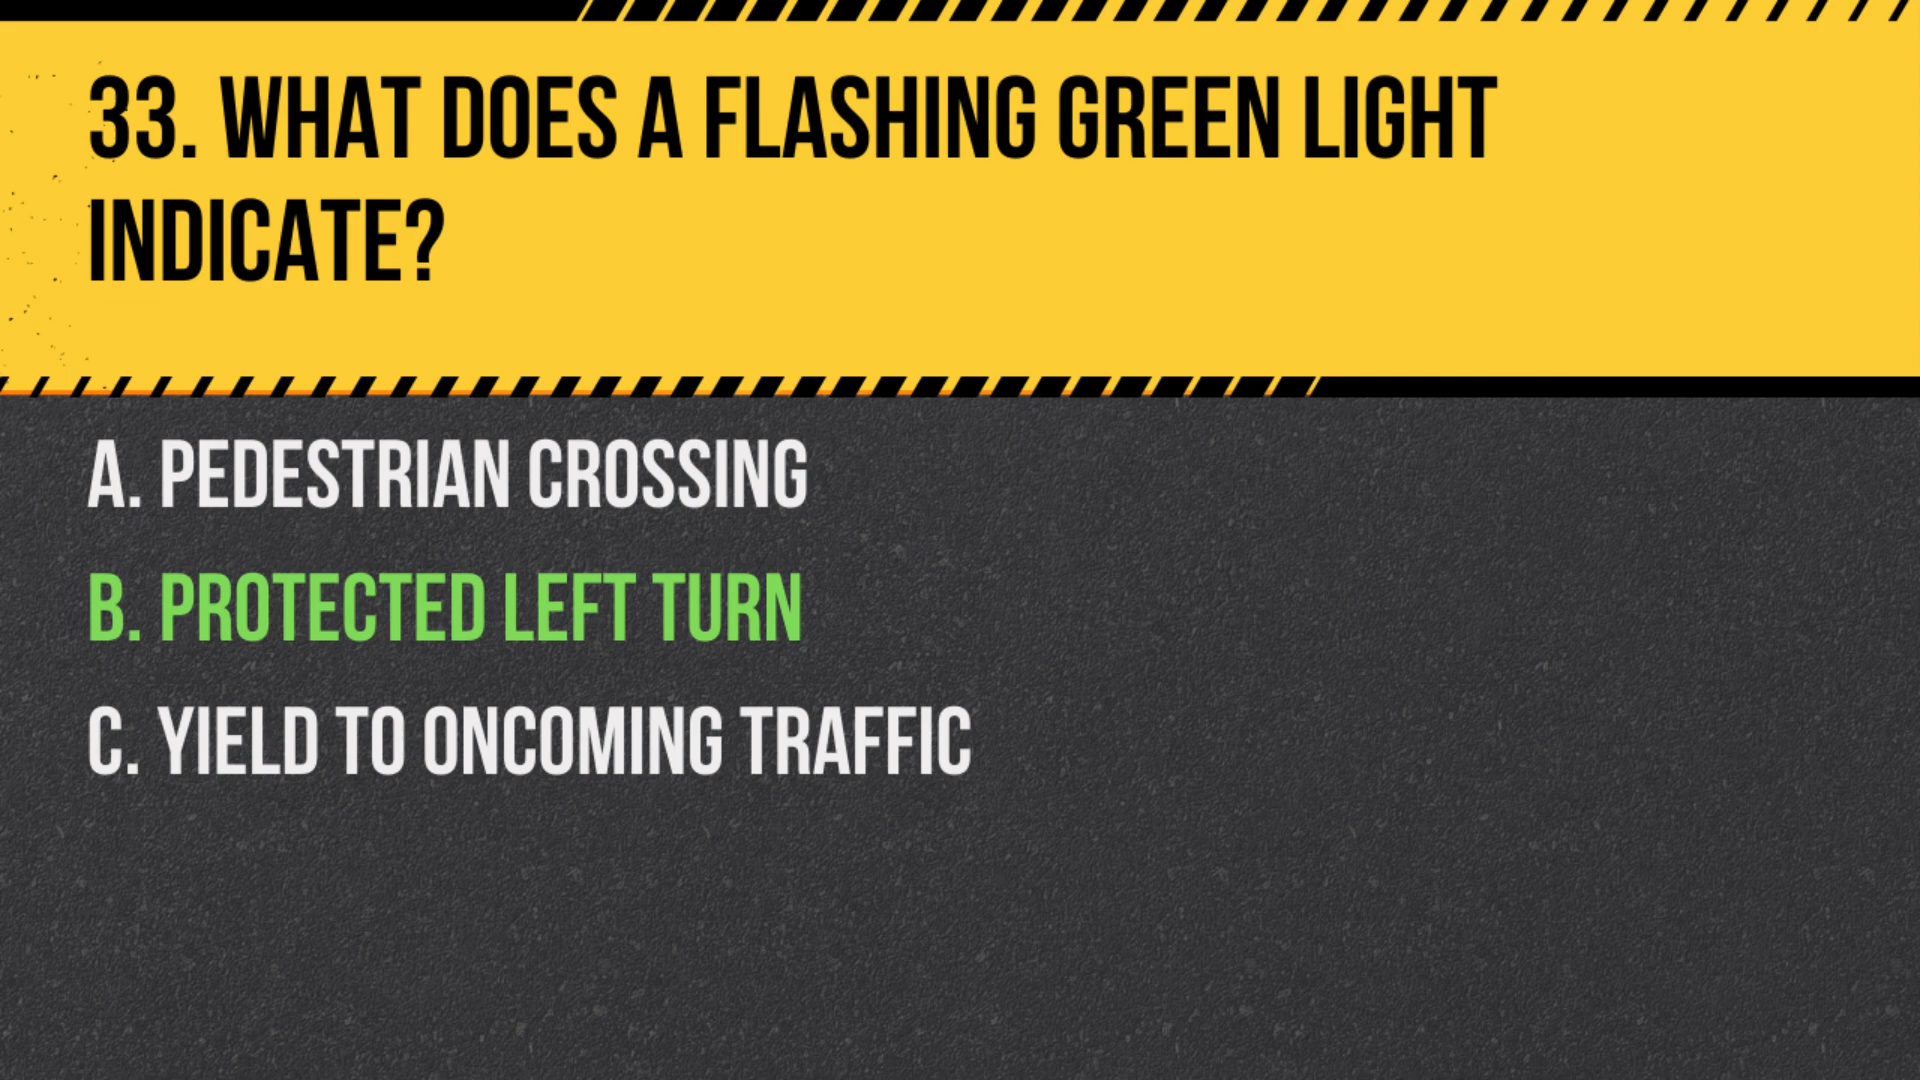 33. WHAT DOES A FLASHING GREEN LIGHT
INDICATE?
A. PEDESTRIAN CROSSING
B. PROTECTED LEFT TURN
C. YIELD TO ONCOMING TRAFFIC